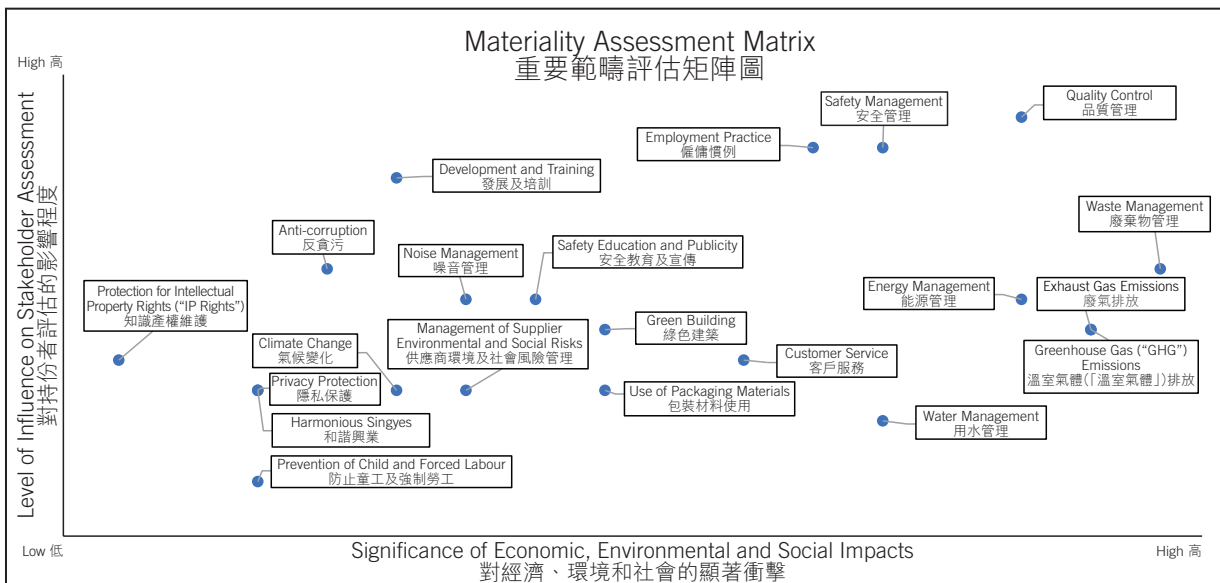 Materiality Assessment Matrix
重要範疇評估矩陣圖
High 高
Level of Influence on Stakeholder Assessment
對持份者評估的影響程度
Quality Control
品質管理
Safety Management
安全管理
Employment Practice
僱傭慣例
Development and Training
發展及培訓
Waste Management
廢棄物管理
Anti-corruption
反貪污
Noise Management
噪音管理
Safety Education and Publicity
安全教育及宣傳
Energy Management
能源管理
Exhaust Gas Emissions
廢氣排放
Protection for Intellectual
Property Rights (“IP Rights”)
知識產權維護
Climate Change
氣候變化
Management of Supplier
Environmental and Social Risks
供應商環境及社會風險管理
Green Building
綠色建築
Customer Service
客戶服務
Greenhouse Gas (“GHG”)
Emissions
溫室氣體(「溫室氣體」)排放
Privacy Protection
隱私保護
Use of Packaging Materials
包裝材料使用
Harmonious Singyes
和諧興業
Water Management
用水管理
Prevention of Child and Forced Labour
防止童工及強制勞工
Low 低
Significance of Economic, Environmental and Social Impacts
對經濟、環境和社會的顯著衝擊
High 高